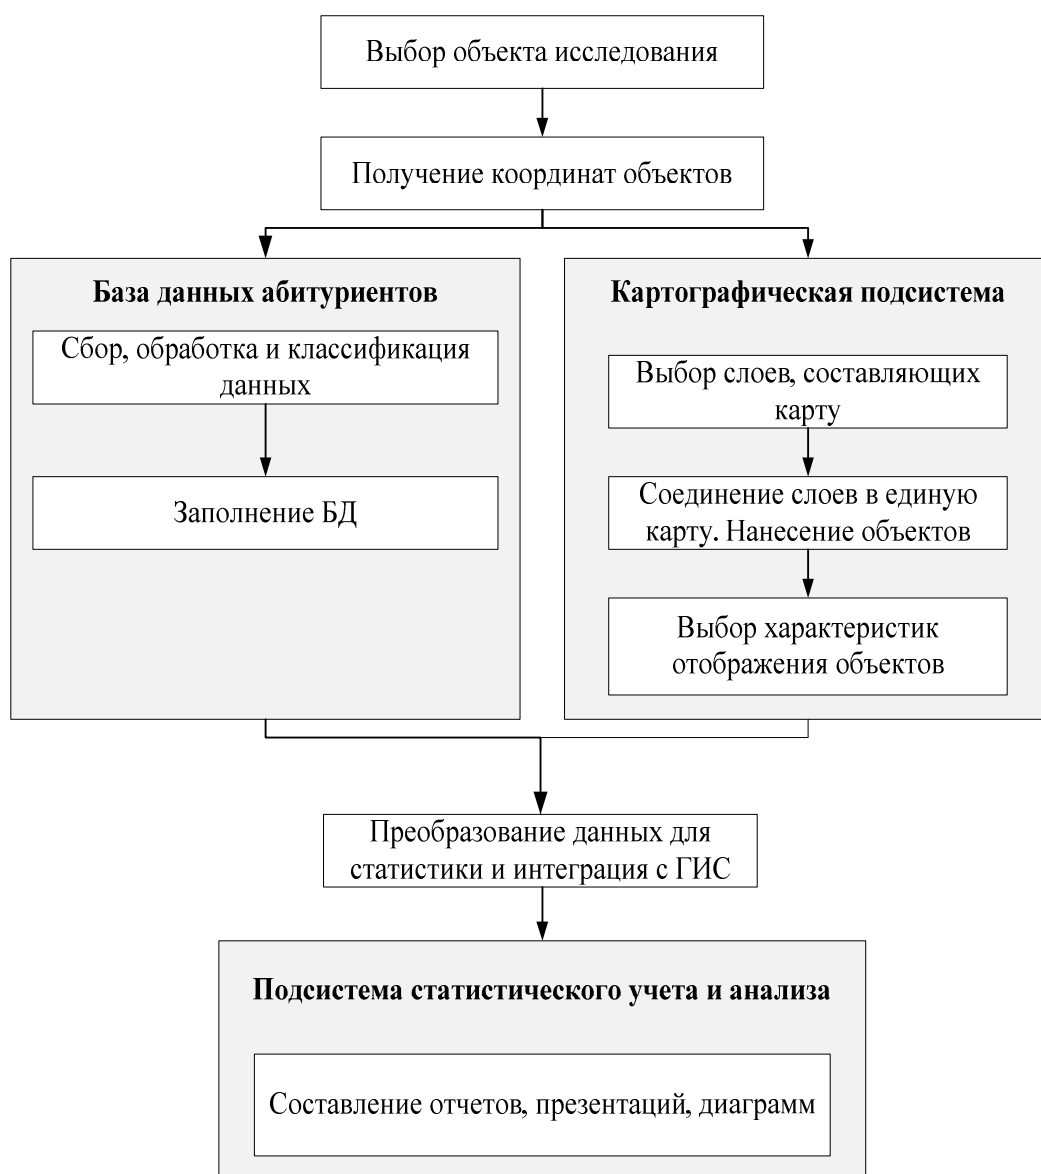 Выбор объекта исследования
Получение координат объектов
База данных абитуриентов
Сбор, обработка и классификация
данных
Заполнение БД
Картографическая подсистема
Выбор слоев, составляющих
карту
Соединение слоев в единую
карту. Нанесение объектов
Выбор характеристик
отображения объектов
Преобразование данных для
статистики и интеграция с ГИС
Подсистема статистического учета и анализа
Составление отчетов, презентаций, диаграмм